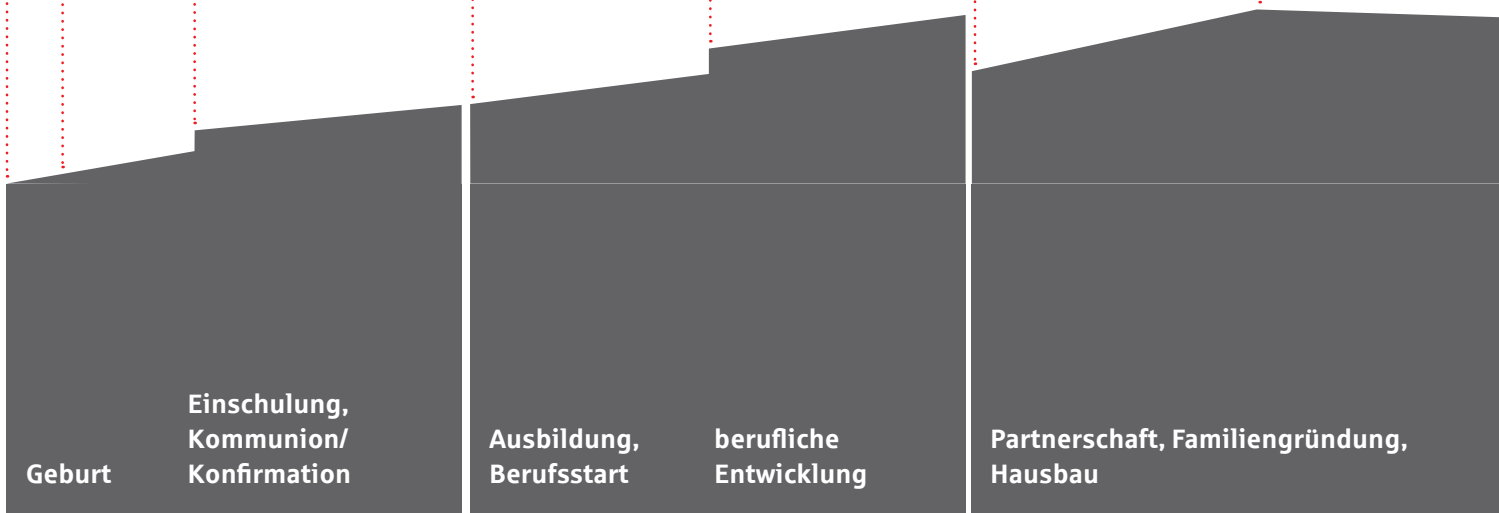 Geburt
Einschulung,
Kommunion/
Konfirmation
Ausbildung,
Berufsstart
berufliche
Entwicklung
Partnerschaft, Familiengründung,
Hausbau